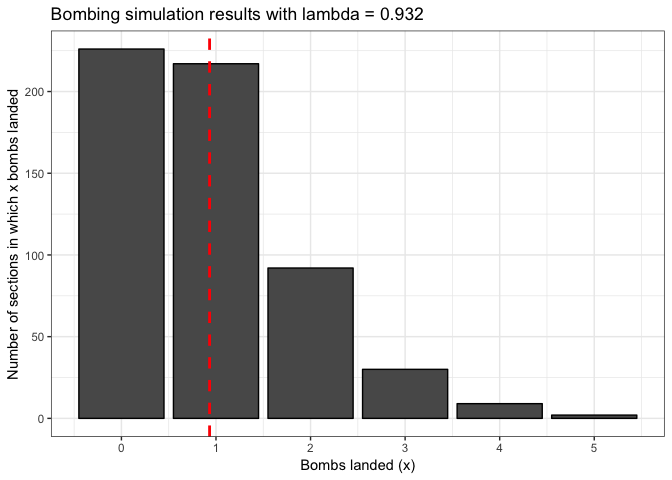 Bombing simulation results with lambda = 0.932
Number of sections in which x bombs landed
200
150
100
50
0
0 1 2 3 4 5
Bombs landed (x)